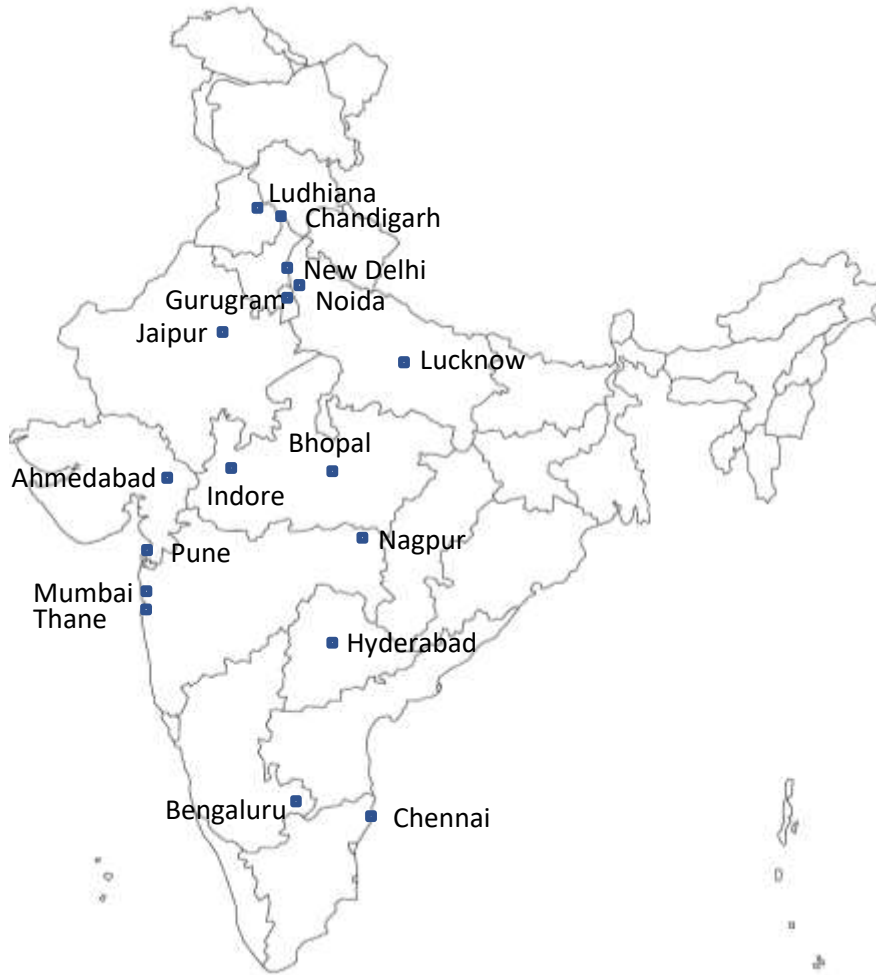 Ludhiana
Chandigarh
New Delhi
Gurugram
Noida
Jaipur
Lucknow
Bhopal
Ahmedabad
Indore
Nagpur
Pune
Mumbai
Thane
Hyderabad
Bengaluru
Chennai